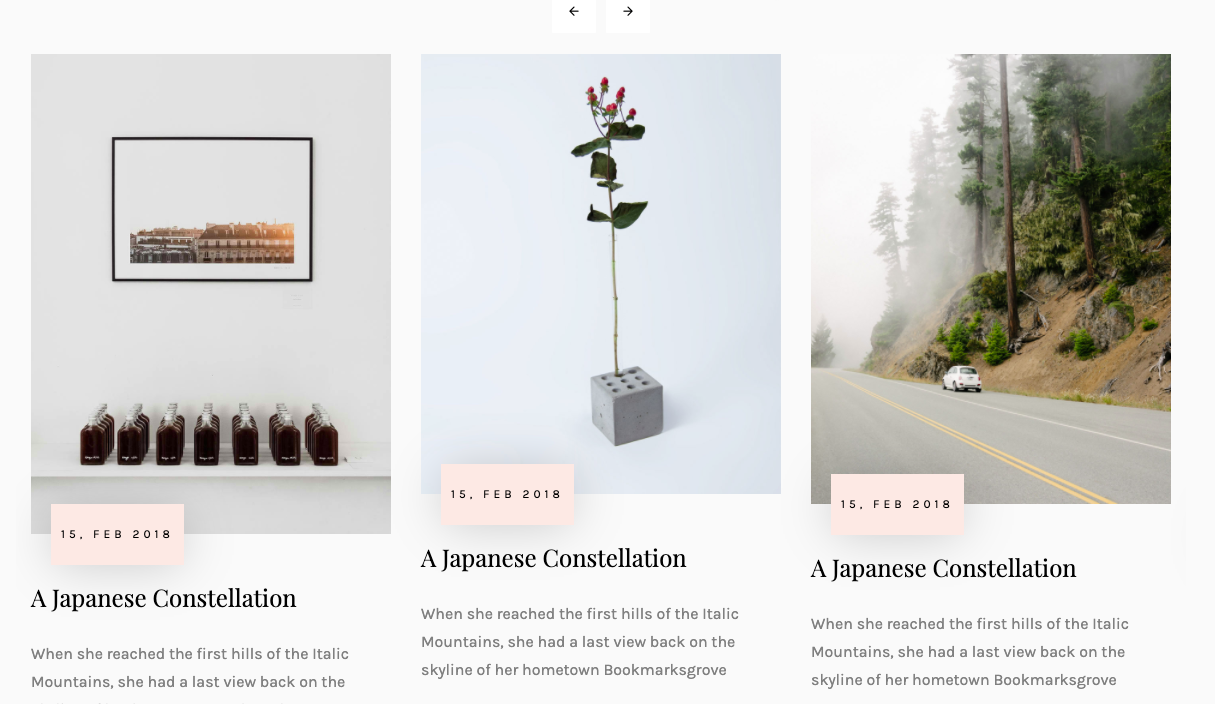 15, FEB 2018
A Japanese Constellation
When she reached the first hills of the Italic
Mountains, she had a last view back on the
15, FEB 2018
A Japanese Constellation
When she reached the first hills of the Italic
Mountains, she had a last view back on the
skyline of her hometown Bookmarksgrove
15, FEB 2018
A Japanese Constellation
When she reached the first hills of the Italic
Mountains, she had a last view back on the
skyline of her hometown Bookmarksgrove